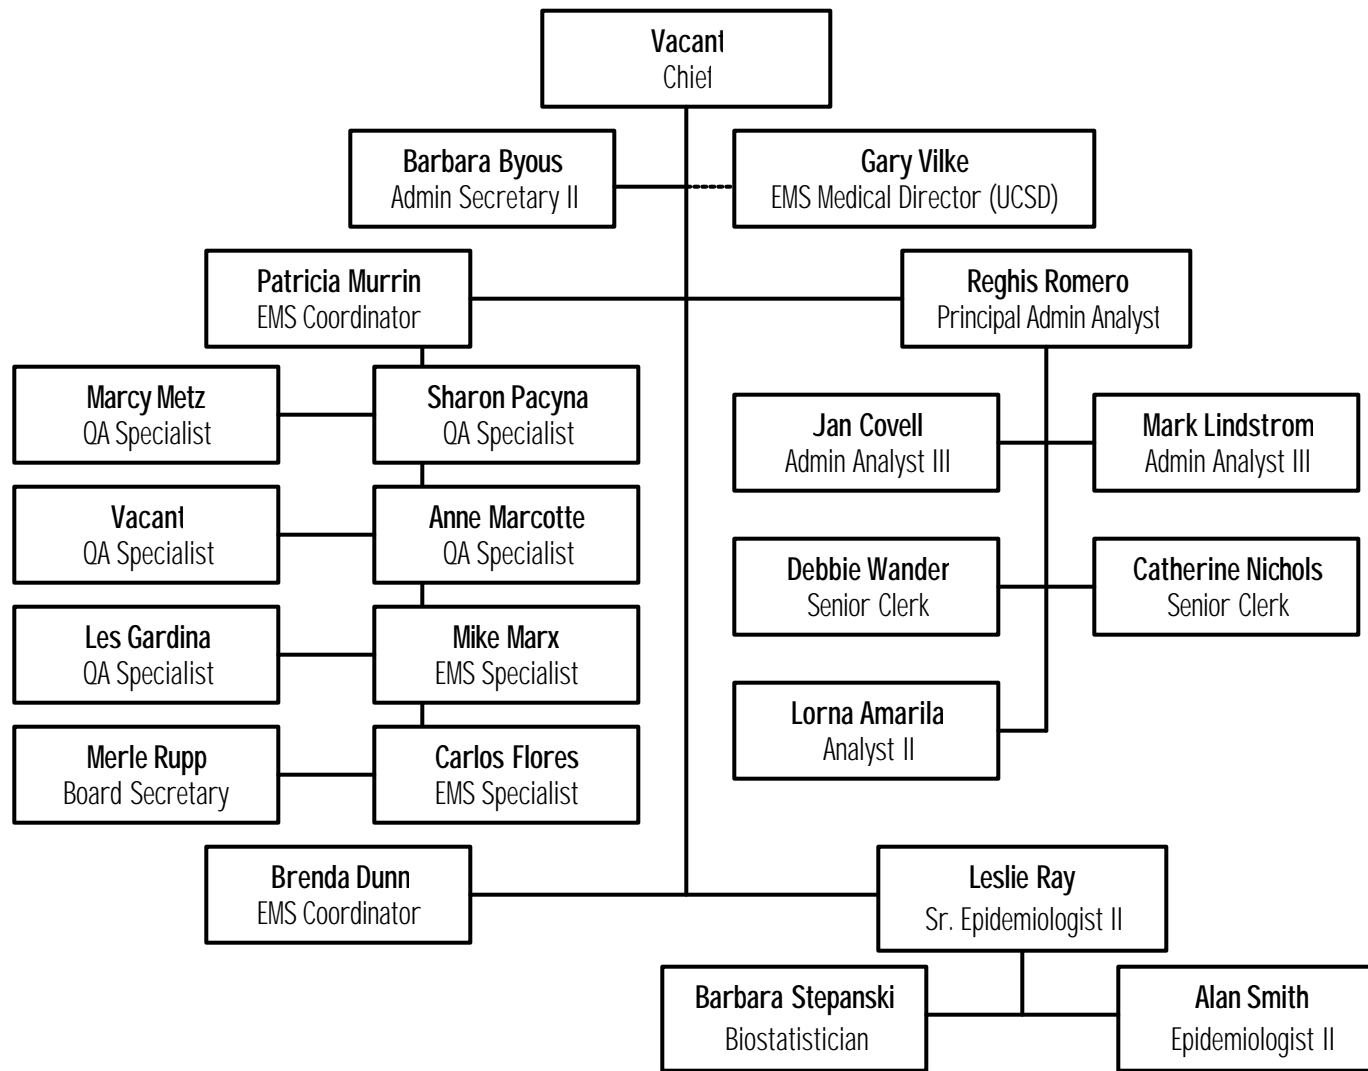 Vacant
Chief
Barbara Byous
Admin Secretary II
Gary Vilke
EMS Medical Director (UCSD)
Patricia Murrin
EMS Coordinator
Reghis Romero
Principal Admin Analyst
Marcy Metz
QA Specialist
Sharon Pacyna
QA Specialist
Jan Covell
Admin Analyst III
Mark Lindstrom
Admin Analyst III
Vacant
QA Specialist
Anne Marcotte
QA Specialist
Debbie Wander
Senior Clerk
Catherine Nichols
Senior Clerk
Les Gardina
QA Specialist
Mike Marx
EMS Specialist
Lorna Amarila
Analyst II
Merle Rupp
Board Secretary
Carlos Flores
EMS Specialist
Brenda Dunn
EMS Coordinator
Leslie Ray
Sr. Epidemiologist II
Barbara Stepanski
Biostatistician
Alan Smith
Epidemiologist II